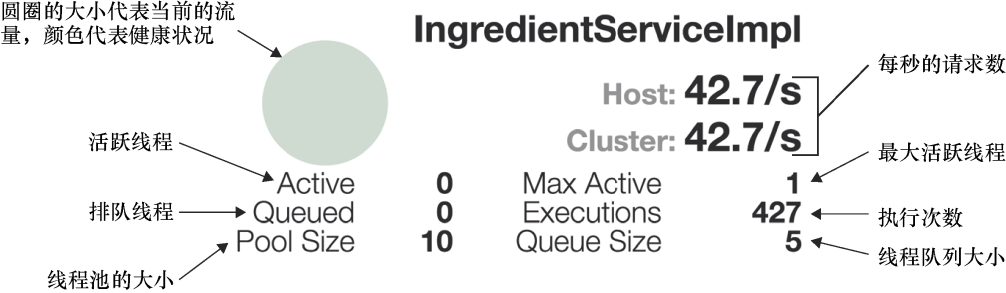 圆圈的大小代表当前的流
量，颜色代表健康状况
IngredientServiceImpl
Host: 42.7/s
Cluster: 42.7/s
每秒的请求数
活跃线程
最大活跃线程
Active 0 Max Active 1
排队线程
Queued 0 Executions 427
执行次数
Pool Size 10 Queue Size 5
线程队列大小
线程池的大小